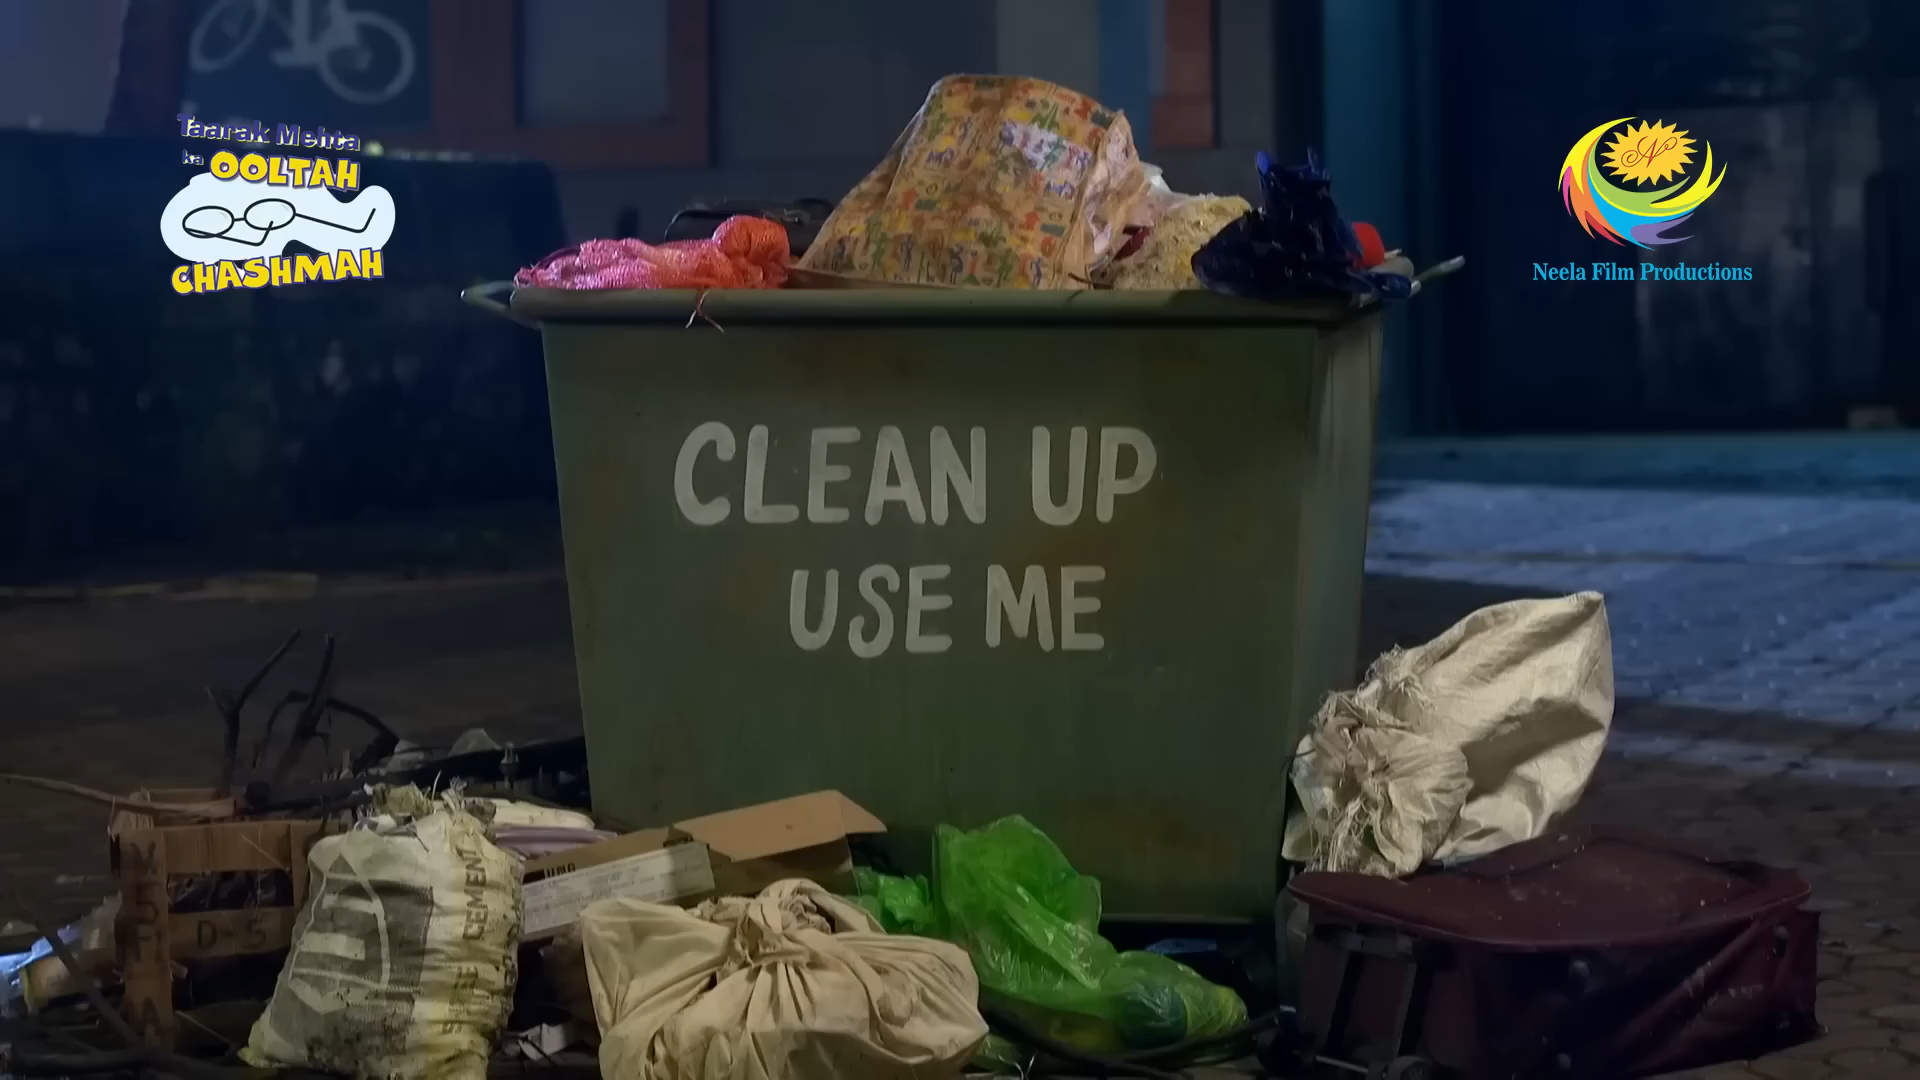 Taarak Mehta
ka OOLTAH
CHASHMAH
Neela Film Productions
CLEAN UP
USE ME
CEMENT
D-5